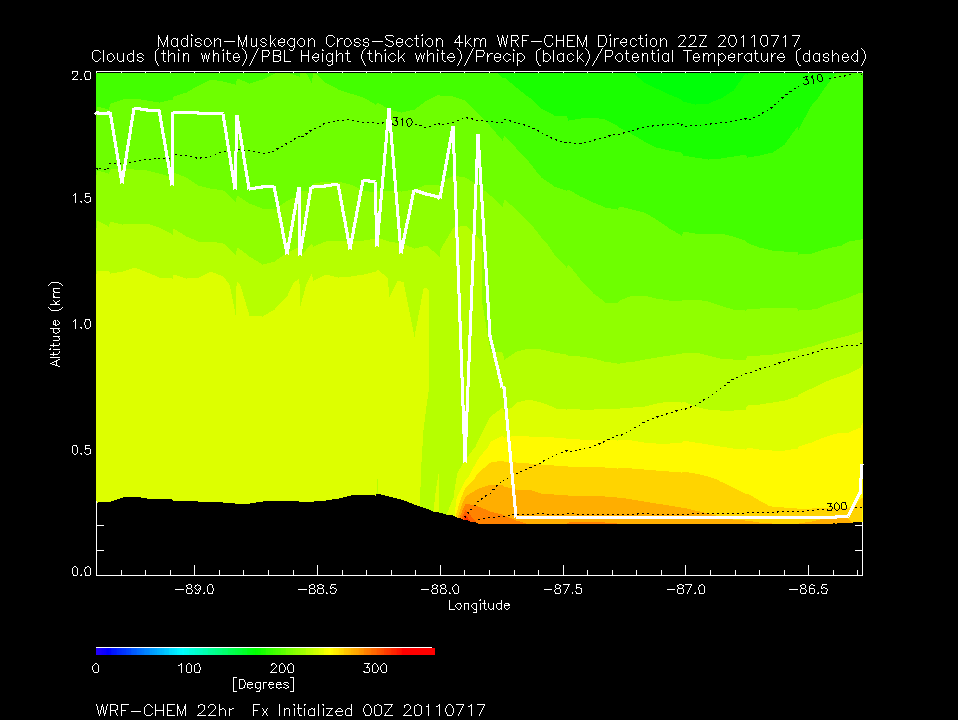 Madison-Muskegon Cross-Section 4km WRF-CHEM Direction 22Z 20110717
Clouds (thin white)/PBL Height (thick white)/Precip (black)/Potential Temperature (dashed)
2.0
310
310
1.5
1.0
Altitude (km)
0.5
300
0.0
-89.0 -88.5 -88.0 -87.5 -87.0 -86.5
Longitude
0 100 200 300
[Degrees]
WRF-CHEM 22hr Fx Initialized 00Z 20110717